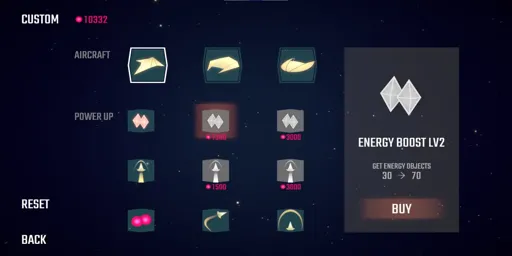 CUSTOM
10332
AIRCRAFT
POWER UP
3000
1500
3000
ENERGY BOOST LV2
GET ENERGY OBJECTS
30 → 70
BUY
RESET
BACK